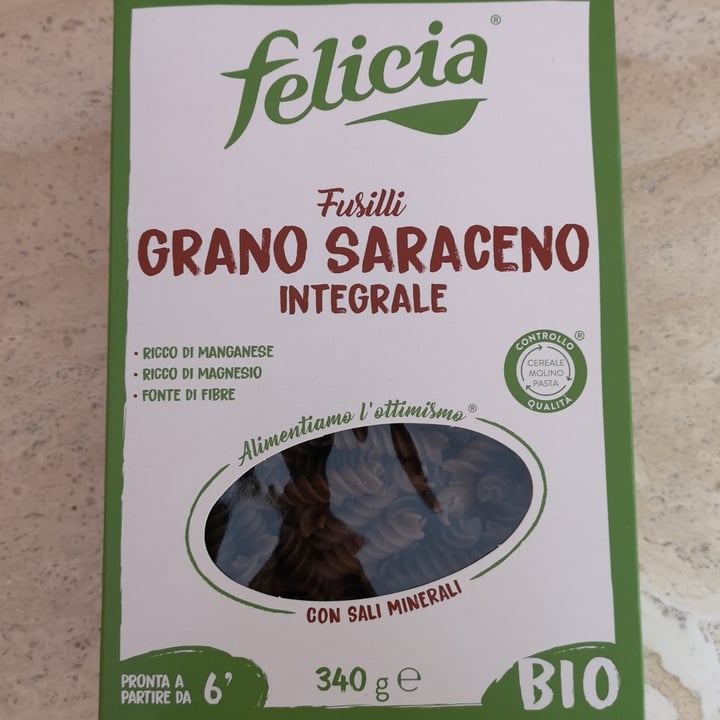 felicia®
Fusilli
GRANO SARACENO
INTEGRALE
• RICCO DI MANGANESE
• RICCO DI MAGNESIO
• FONTE DI FIBRE
CONTROLLO®
CEREALE
MOLINO
PASTA
QUALITÀ
Alimentiamo l'ottimismo®
CON SALI MINERALI
PRONTA A
PARTIRE DA 6'
340 g ℮
BIO